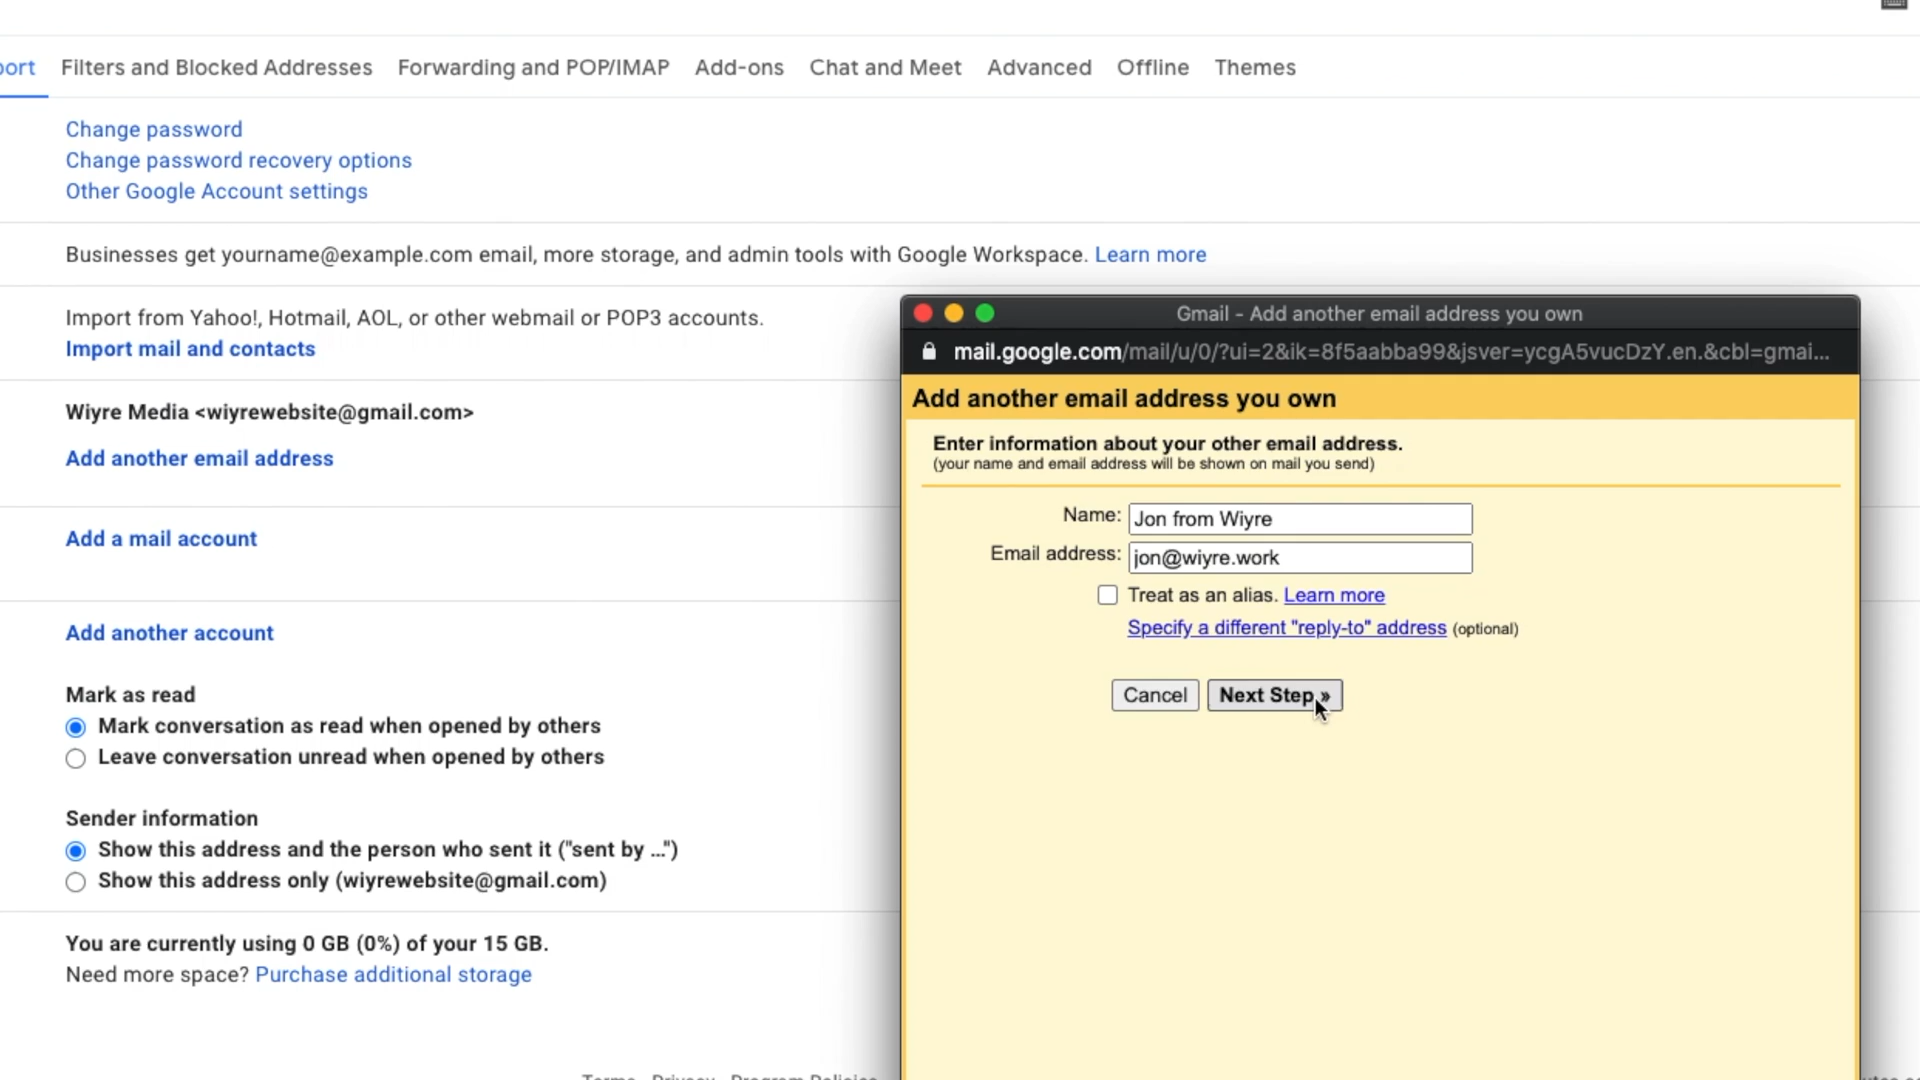 port Filters and Blocked Addresses Forwarding and POP/IMAP Add-ons Chat and Meet Advanced Offline Themes
Change password
Change password recovery options
Other Google Account settings
Businesses get yourname@example.com email, more storage, and admin tools with Google Workspace. Learn more
Import from Yahoo!, Hotmail, AOL, or other webmail or POP3 accounts.
Import mail and contacts
Wiyre Media <wiyrewebsite@gmail.com>
Add another email address
Add a mail account
Add another account
Mark as read
Mark conversation as read when opened by others
Leave conversation unread when opened by others
Sender information
Show this address and the person who sent it ("sent by ...")
Show this address only (wiyrewebsite@gmail.com)
You are currently using 0 GB (0%) of your 15 GB.
Need more space? Purchase additional storage
Terms Privacy Program Policies
Gmail - Add another email address you own
mail.google.com/mail/u/0/?ui=2&ik=8f5aabba99&jsver=ycgA5vucDzY.en.&cbl=gmai...
Add another email address you own
Enter information about your other email address.
(your name and email address will be shown on mail you send)
Name: Jon from Wiyre
Email address: jon@wiyre.work
Treat as an alias. Learn more
Specify a different "reply-to" address (optional)
Cancel Next Step »